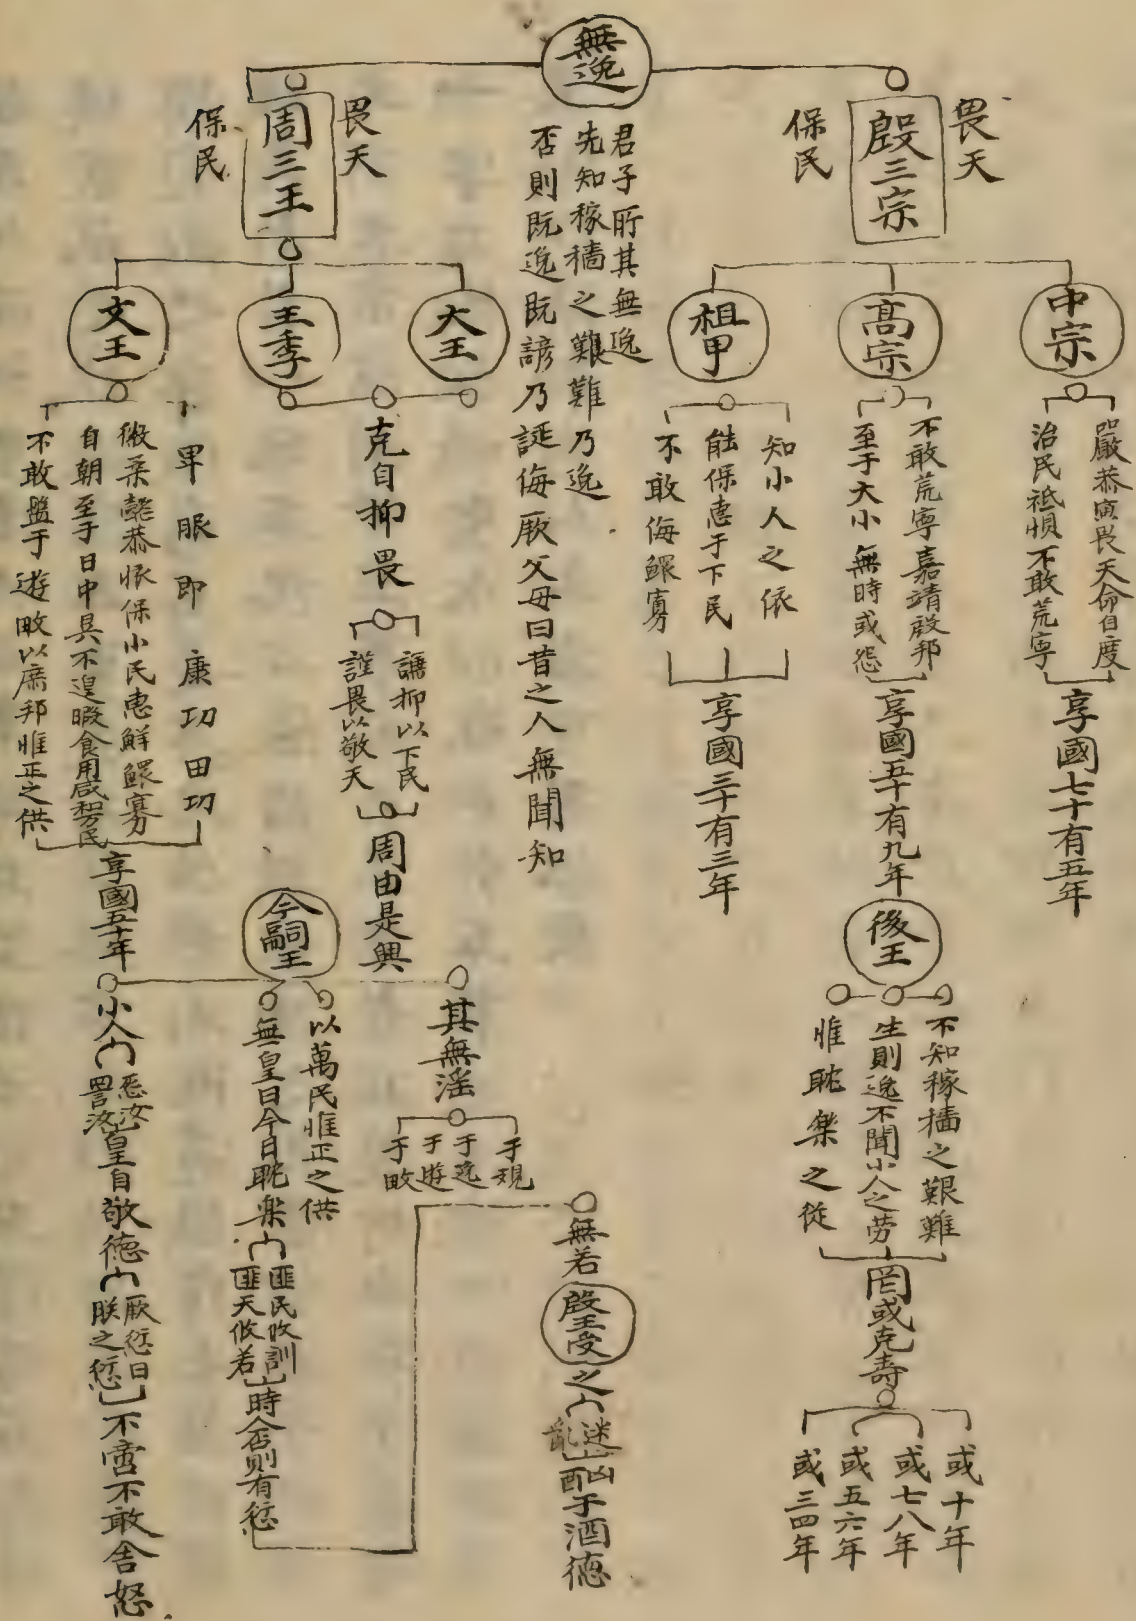 無逸
君子所其無逸
先知稼穡之艱難乃逸
否則既逸既諺乃誕侮厥父母曰昔之人無聞知
殷三宗
畏天
保民
中宗
嚴恭寅畏天命自度
治民祗惧不敢荒寧
享國七十有五年
高宗
不敢荒寧嘉靖殷邦
至于大小無時或怨
享國五十有九年
祖甲
知小人之依
能保惠于下民
不敢侮鰥寡
享國三十有三年
後王
不知稼穡之艱難
生則逸不聞小人之劳
惟耽樂之從
罔或克壽
或十年
或七八年
或五六年
或三四年
周三王
畏天
保民
大王
王季
克自抑畏
謙抑以下民
謹畏以敬天
周由是興
文王
卑服即康功田功
徽柔懿恭懷保小民惠鮮鰥寡
自朝至于日中昃不遑暇食用咸和万民
不敢盤于遊畋以庶邦惟正之供
享國五十年
今嗣王
其無淫
于觀
于逸
于遊
于畋
以萬民惟正之供
無皇曰今日耽楽
匪民攸訓
匪天攸若
時人否則有愆
無若
殷王受
之
迷
亂
酗于酒德
小人
怨汝
詈汝
皇自敬德
厥愆曰
朕之愆
不啻不敢含怒